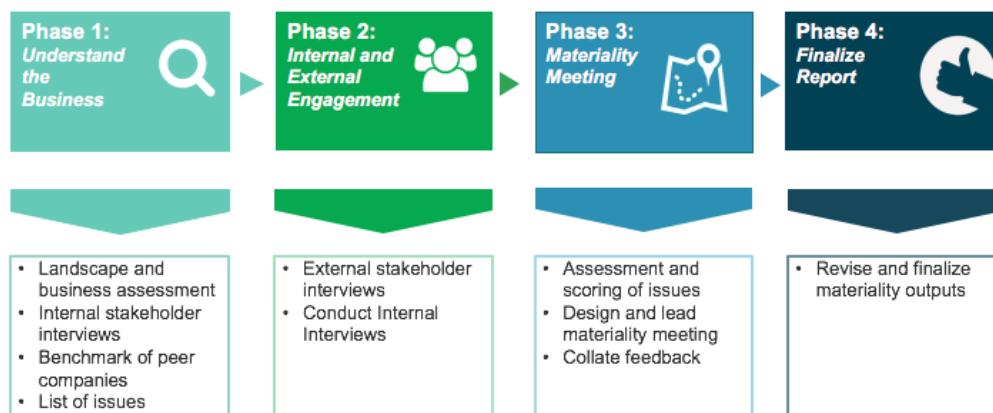 Phase 1:
Understand
the
Business
Phase 2:
Internal and
External
Engagement
Phase 3:
Materiality
Meeting
Phase 4:
Finalize
Report
• Landscape and
business assessment
• Internal stakeholder
interviews
• Benchmark of peer
companies
• List of issues
• External stakeholder
interviews
• Conduct Internal
Interviews
• Assessment and
scoring of issues
• Design and lead
materiality meeting
• Collate feedback
• Revise and finalize
materiality outputs